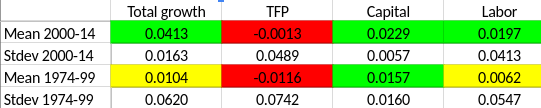 Total growth TFP Capital Labor
Mean 2000-14 0.0413 -0.0013 0.0229 0.0197
Stdev 2000-14 0.0163 0.0489 0.0057 0.0413
Mean 1974-99 0.0104 -0.0116 0.0157 0.0062
Stdev 1974-99 0.0620 0.0742 0.0160 0.0547